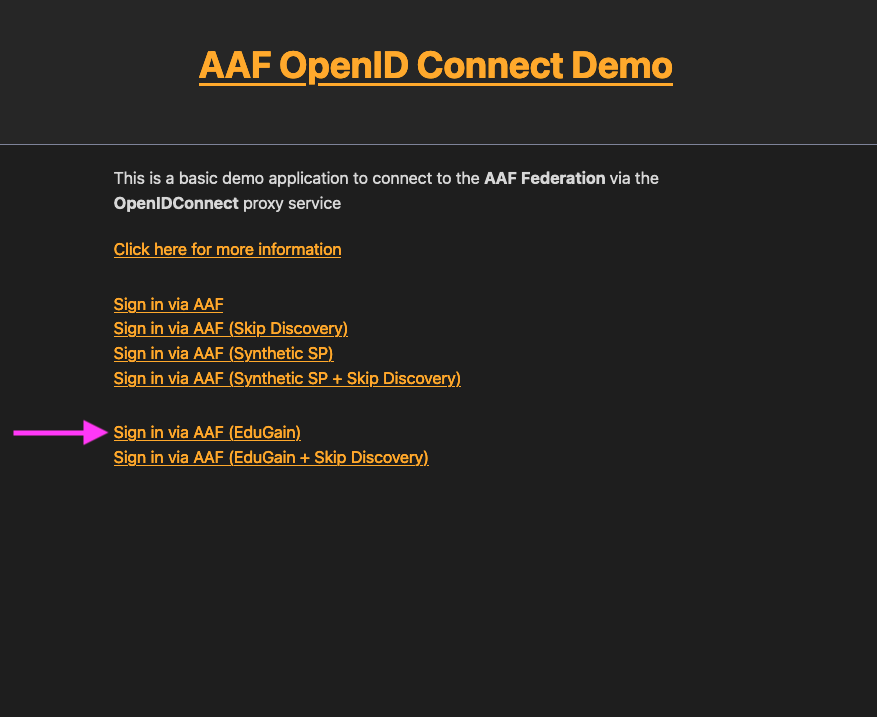 AAF OpenID Connect Demo
This is a basic demo application to connect to the AAF Federation via the
OpenIDConnect proxy service
Click here for more information
Sign in via AAF
Sign in via AAF (Skip Discovery)
Sign in via AAF (Synthetic SP)
Sign in via AAF (Synthetic SP + Skip Discovery)
Sign in via AAF (EduGain)
Sign in via AAF (EduGain + Skip Discovery)